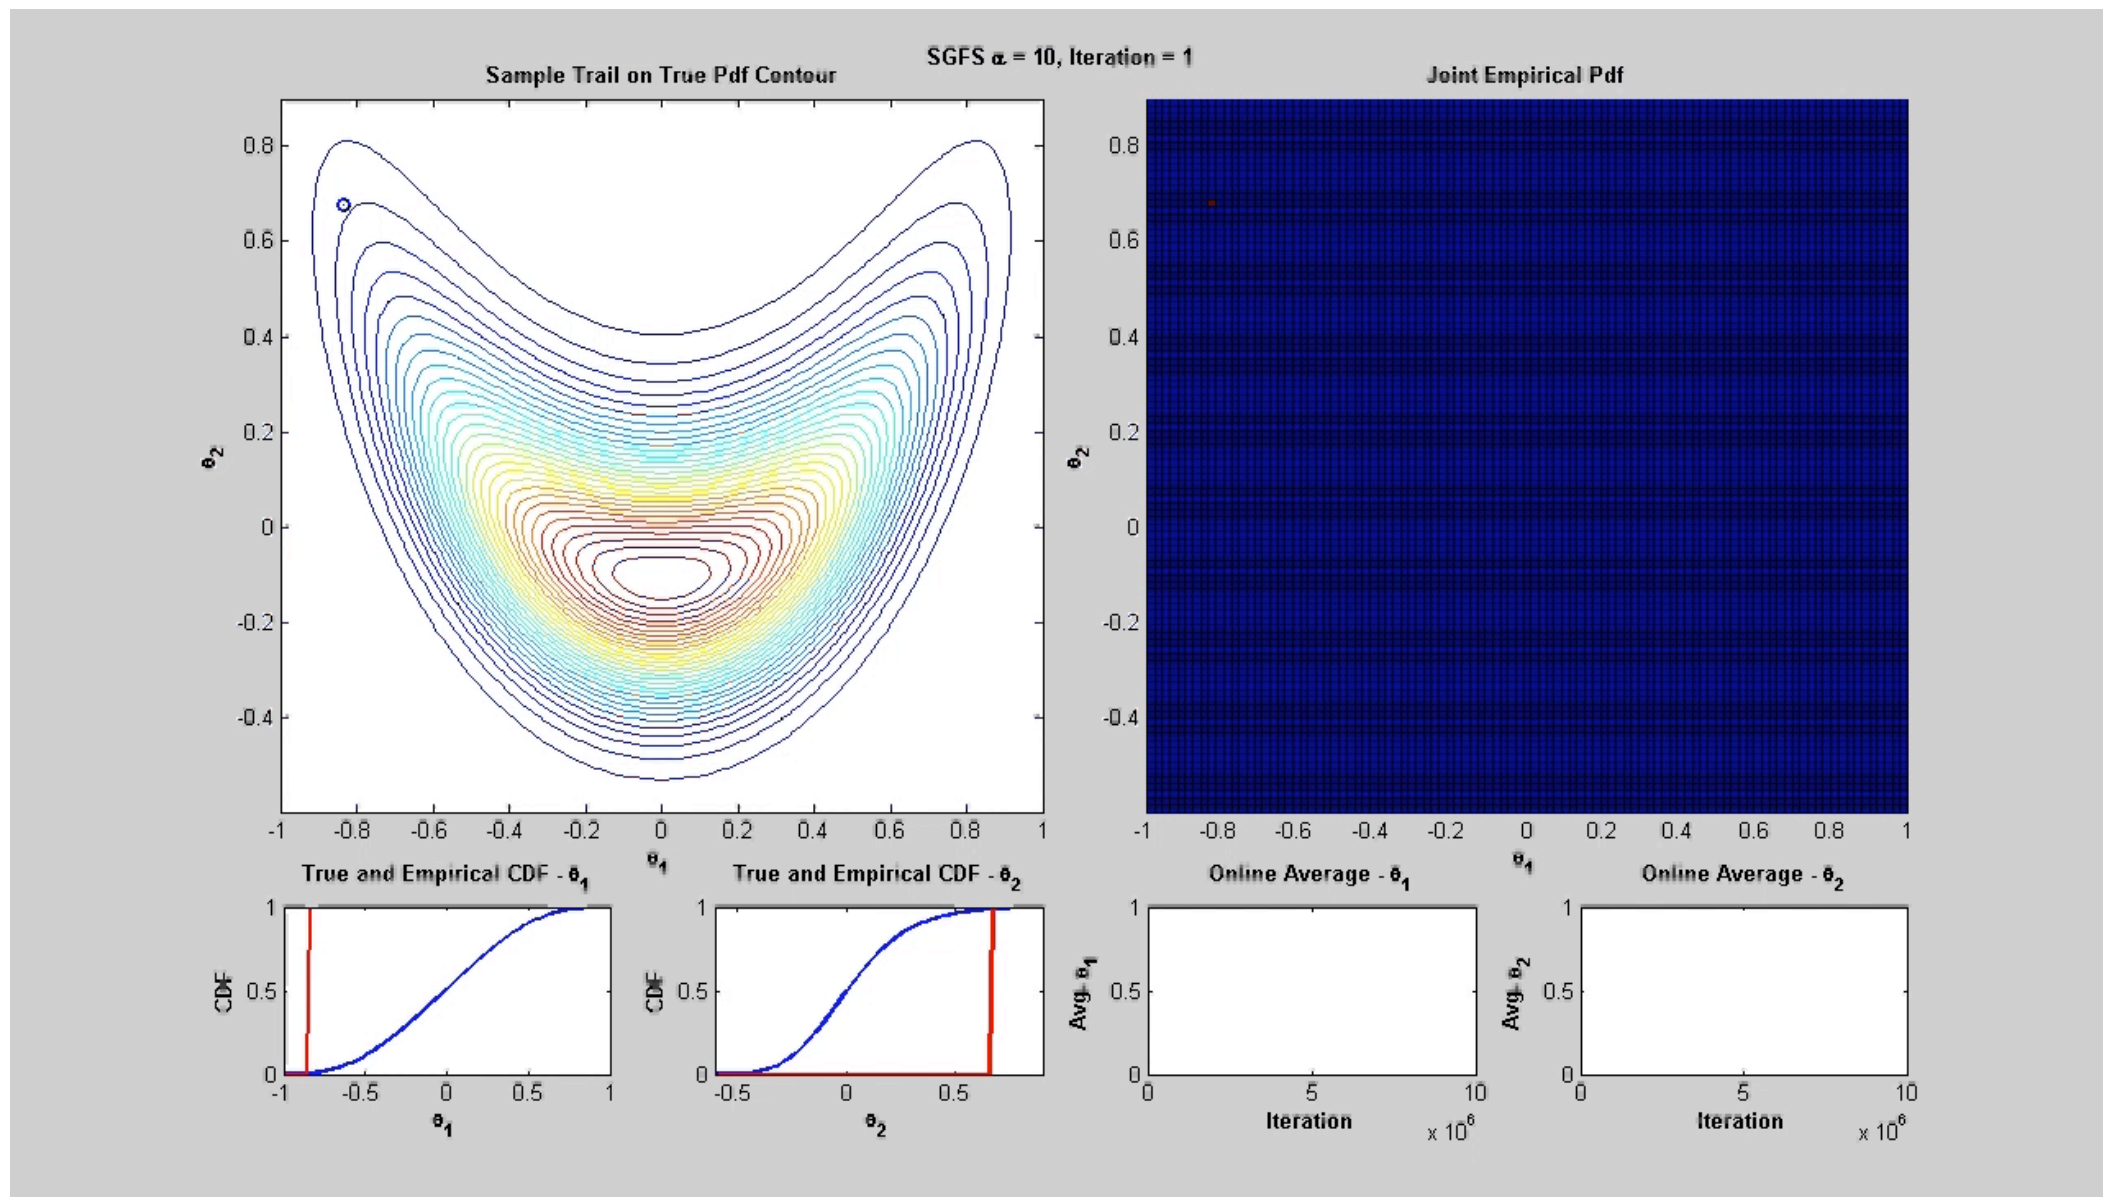 SGFS α = 10, Iteration = 1
Sample Trail on True Pdf Contour
Joint Empirical Pdf
0.8
0.6
0.4
0.2
0
-0.2
-0.4
θ2
-1 -0.8 -0.6 -0.4 -0.2 0 0.2 0.4 0.6 0.8 1
θ1
0.8
0.6
0.4
0.2
0
-0.2
-0.4
θ2
-1 -0.8 -0.6 -0.4 -0.2 0 0.2 0.4 0.6 0.8 1
θ1
True and Empirical CDF - θ1
1
0.5
0
CDF
-1 -0.5 0 0.5 1
θ1
True and Empirical CDF - θ2
1
0.5
0
CDF
-0.5 0 0.5
θ2
Online Average - θ1
1
0.5
0
Avg- θ1
0 5 10
Iteration
x 10^6
Online Average - θ2
1
0.5
0
Avg- θ2
0 5 10
Iteration
x 10^6